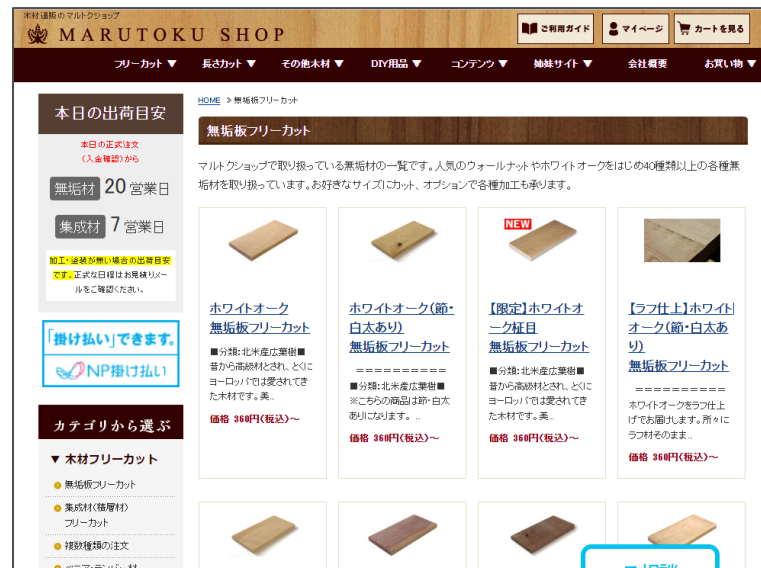 木材通販のマルトクショップ
MARUTOKU SHOP
ご利用ガイド
マイページ
カートを見る
フリーカット ▼
長さカット ▼
その他木材 ▼
DIY用品 ▼
コンテンツ ▼
姉妹サイト ▼
会社概要
お買い物 ▼
本日の出荷目安
本日の正式注文
(入金確認)から
無垢材 20 営業日
集成材 7 営業日
加工・塗装が無い場合の出荷目安
です。正式な日程はお見積りメー
ルをご確認ください。
「掛け払い」できます。
NP掛け払い
カテゴリから選ぶ
▼ 木材フリーカット
無垢板フリーカット
集成材(積層材)
フリーカット
複数種類の注文
HOME ≫無垢板フリーカット
無垢板フリーカット
マルトクショップで取り扱っている無垢材の一覧です。人気のウォールナットやホワイトオークをはじめ40種類以上の各種無
垢材を取り扱っています。お好きなサイズにカット、オプションで各種加工も承ります。
ホワイトオーク
無垢板フリーカット
■分類:北米産広葉樹■
昔から高級材とされ、とくに
ヨーロッパでは愛されてき
た木材です。美...
価格 360円(税込)～
ホワイトオーク(節・
白太あり)
無垢板フリーカット
==========
■分類:北米産広葉樹■
※こちらの商品は節・白太
ありになります。 ...
価格 360円(税込)～
NEW
【限定】ホワイトオ
ーク柾目
無垢板フリーカット
■分類:北米産広葉樹■
昔から高級材とされ、とくに
ヨーロッパでは愛されてき
た木材です。美...
価格 360円(税込)～
【ラフ仕上】ホワイト
オーク(節・白太あ
り)
無垢板フリーカット
==========
ホワイトオークをラフ仕上
げでお届けします。所々に
ラフ材そのまま...
価格 360円(税込)～